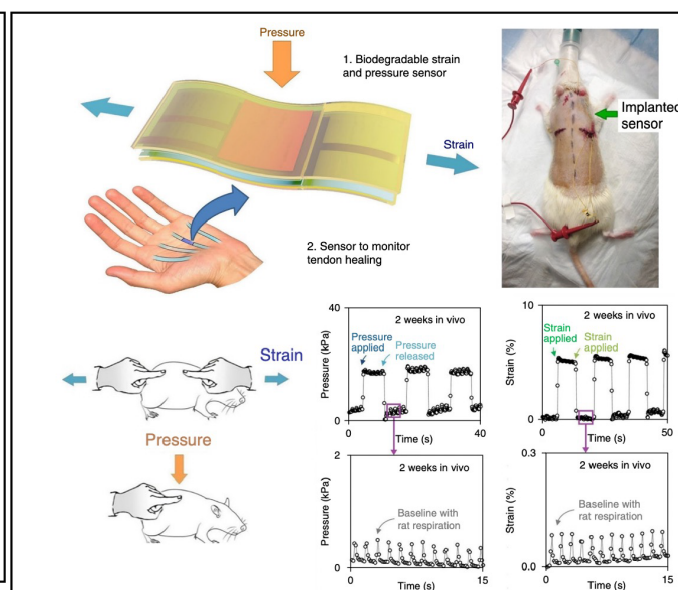 Pressure
1. Biodegradable strain
and pressure sensor
Strain
2. Sensor to monitor
tendon healing
Implanted
sensor
Strain
Pressure
40
2 weeks in vivo
Pressure
applied
Pressure
released
Pressure (kPa)
0
0
Time (s)
40
10
2 weeks in vivo
Strain
applied
Strain
applied
Strain (%)
0
0
Time (s)
50
2
2 weeks in vivo
Baseline with
rat respiration
Pressure (kPa)
0
0
Time (s)
15
0.3
2 weeks in vivo
Baseline with
rat respiration
Strain (%)
0.0
0
Time (s)
15